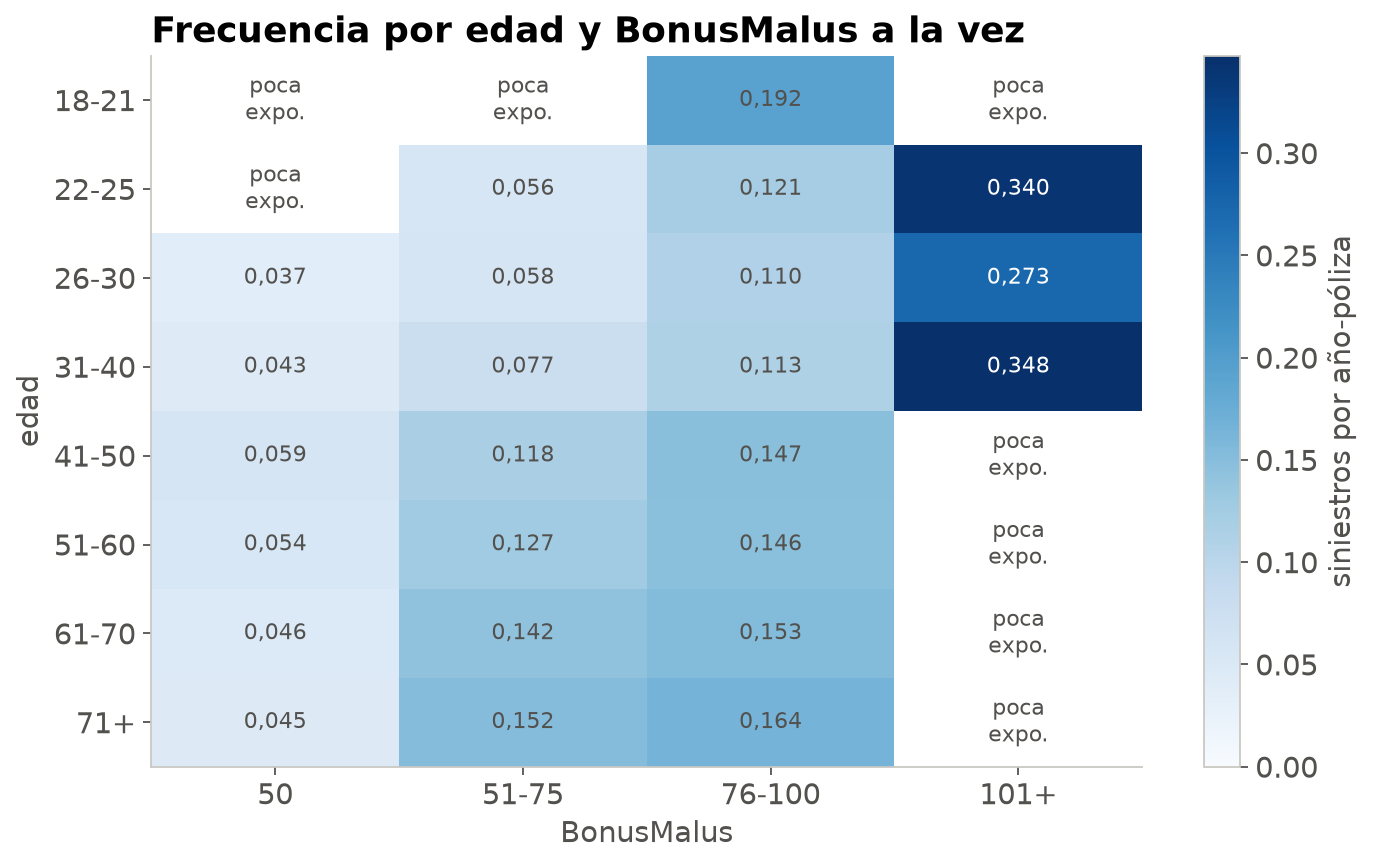 Frecuencia por edad y BonusMalus a la vez
edad
18-21
poca
expo.
poca
expo.
0,192
poca
expo.
22-25
poca
expo.
0,056
0,121
0,340
26-30
0,037
0,058
0,110
0,273
31-40
0,043
0,077
0,113
0,348
41-50
0,059
0,118
0,147
poca
expo.
51-60
0,054
0,127
0,146
poca
expo.
61-70
0,046
0,142
0,153
poca
expo.
71+
0,045
0,152
0,164
poca
expo.
50
51-75
76-100
101+
BonusMalus
0.30
0.25
0.20
0.15
0.10
0.05
0.00
siniestros por año-póliza